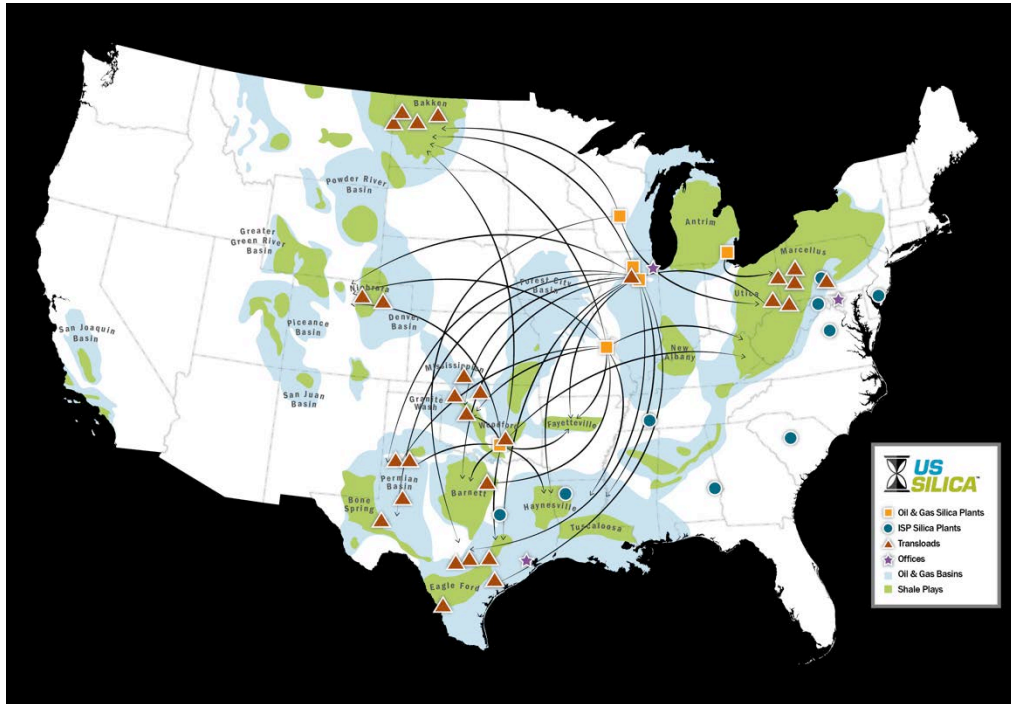 Bakken
Powder River
Basin
Antrim
Greater
Green River
Basin
Marcellus
Forest City
Basin
Utica
Niobrara
Denver
Basin
San Joaquin
Basin
Piceance
Basin
New
Albany
Mississippian
San Juan
Basin
Granite
Wash
Woodford
Fayetteville
Permian
Basin
Bone
Spring
Barnett
Haynesville
Tuscaloosa
Eagle Ford
US
SILICA™
Oil & Gas Silica Plants
ISP Silica Plants
Transloads
Offices
Oil & Gas Basins
Shale Plays